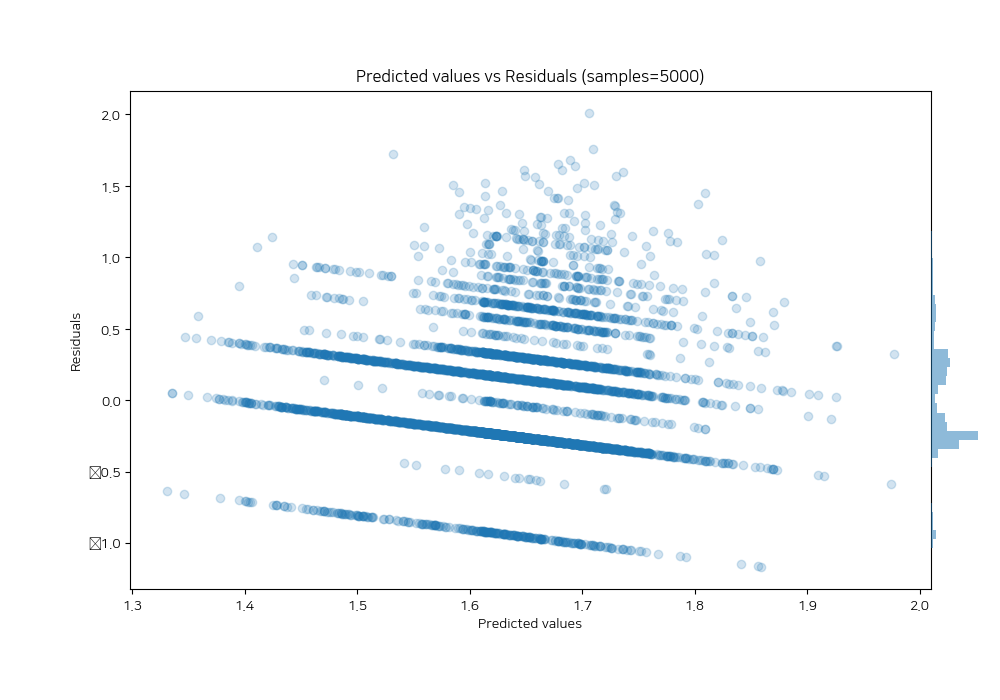 Predicted values vs Residuals (samples=5000)
2.0
1.5
1.0
0.5
0.0
☒0.5
☒1.0
Residuals
1.3 1.4 1.5 1.6 1.7 1.8 1.9 2.0
Predicted values